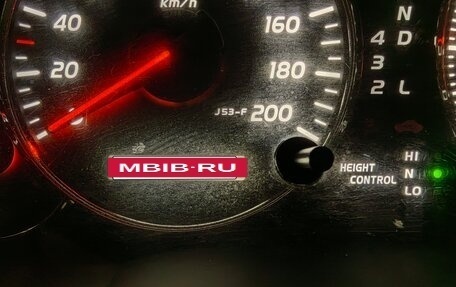 km/h
40
20
160
180
200
J53-F
MBIB-RU
N
4 D
3
2 L
HEIGHT CONTROL
HI
N
LO